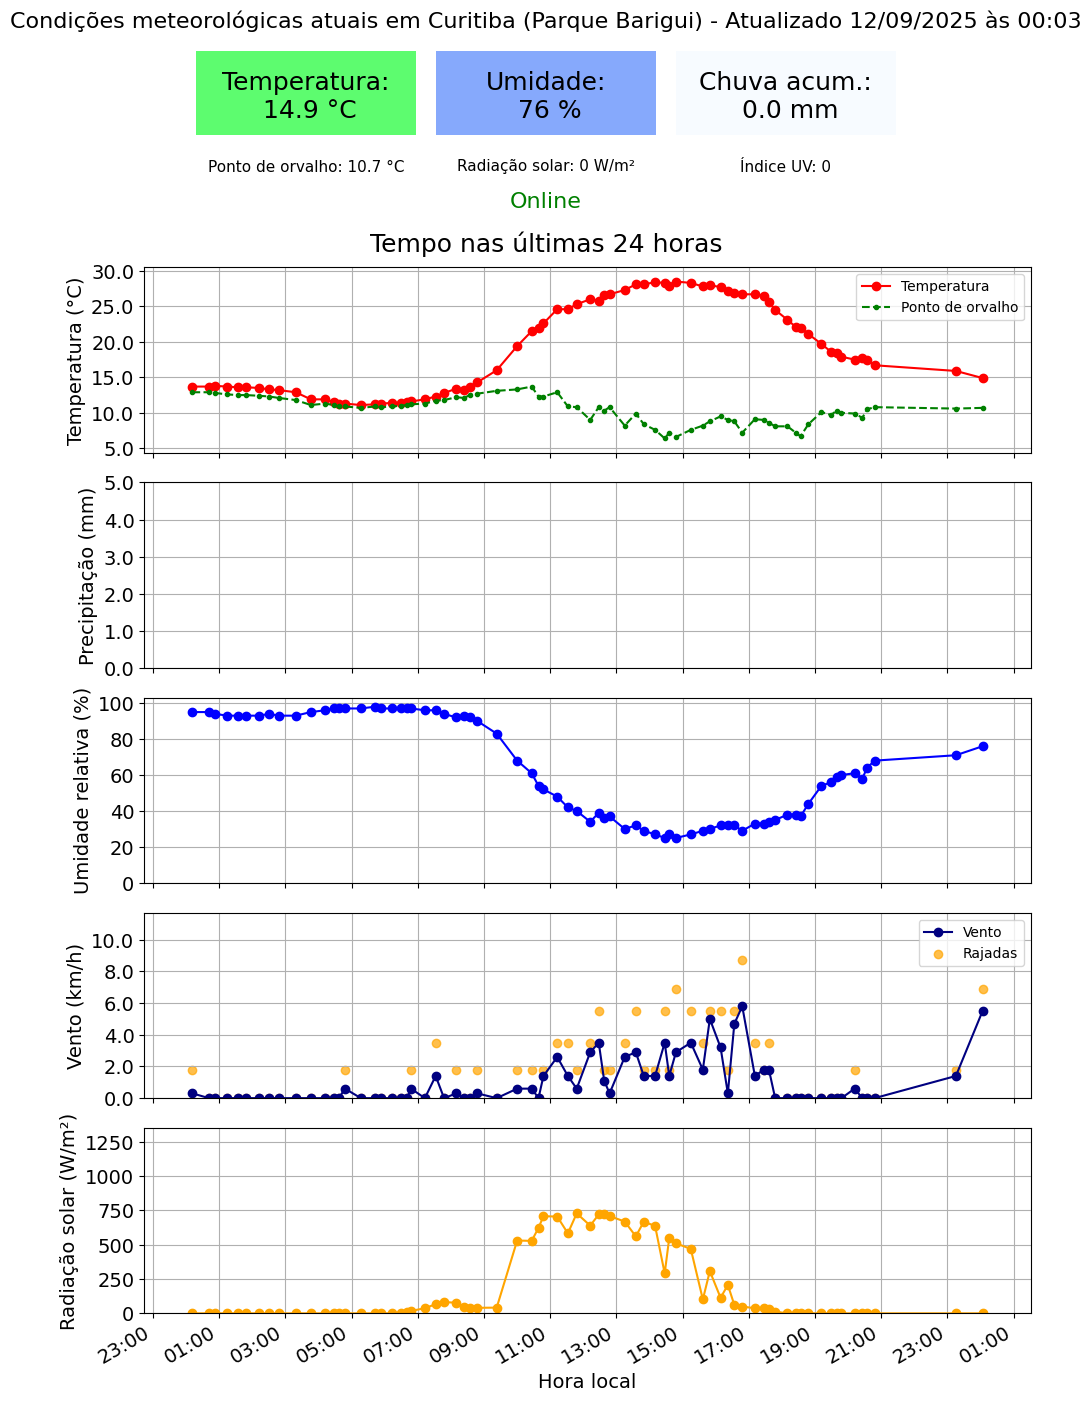 Condições meteorológicas atuais em Curitiba (Parque Barigui) - Atualizado 12/09/2025 às 00:03
Temperatura:
14.9 °C
Umidade:
76 %
Chuva acum.:
0.0 mm
Ponto de orvalho: 10.7 °C
Radiação solar: 0 W/m²
Índice UV: 0
Online
Tempo nas últimas 24 horas
Temperatura (°C)
30.0
25.0
20.0
15.0
10.0
5.0
Temperatura
Ponto de orvalho
Precipitação (mm)
5.0
4.0
3.0
2.0
1.0
0.0
Umidade relativa (%)
100
80
60
40
20
0
Vento (km/h)
10.0
8.0
6.0
4.0
2.0
0.0
Vento
Rajadas
Radiação solar (W/m²)
1250
1000
750
500
250
0
23:00
01:00
03:00
05:00
07:00
09:00
11:00
13:00
15:00
17:00
19:00
21:00
23:00
01:00
Hora local